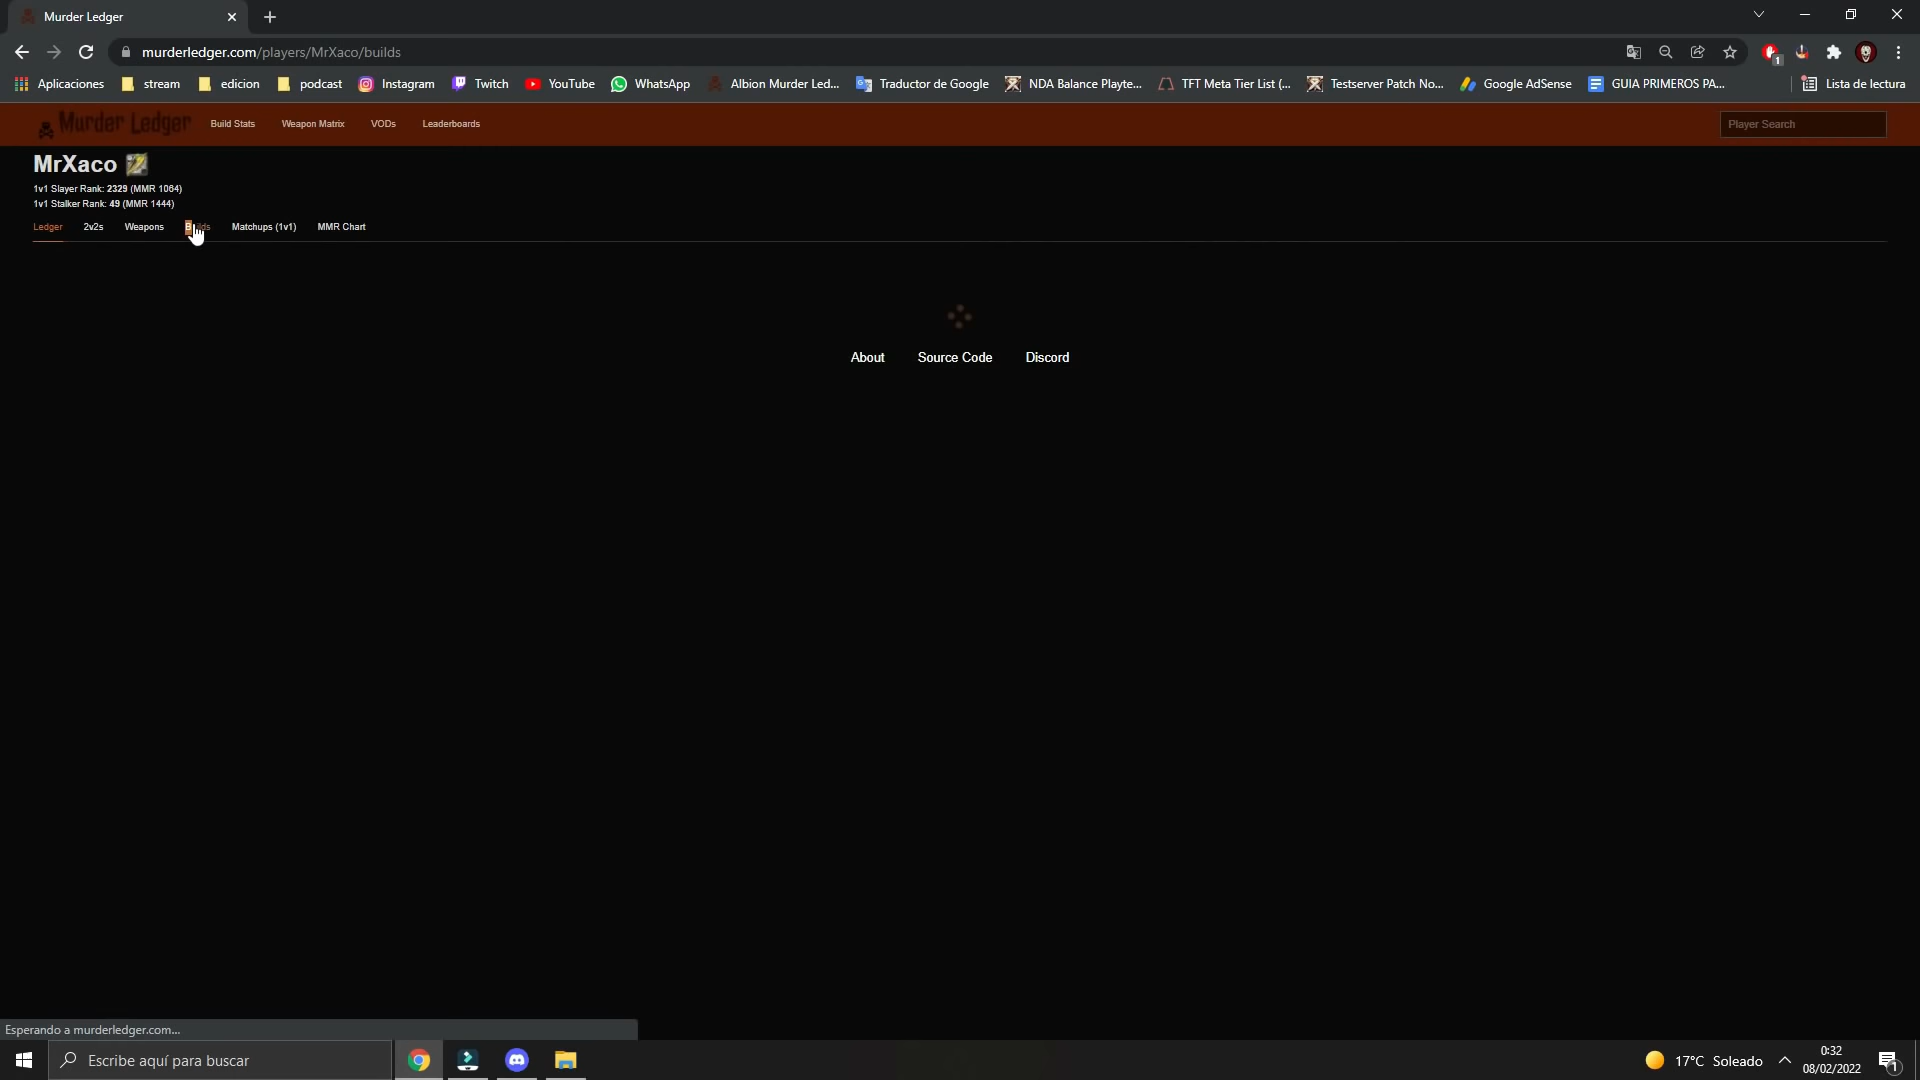 Murder Ledger
murderledger.com/players/MrXaco/builds
Aplicaciones stream edicion podcast Instagram Twitch YouTube WhatsApp Albion Murder Led... Traductor de Google NDA Balance Playte... TFT Meta Tier List (... Testserver Patch No... Google AdSense GUIA PRIMEROS PA... Lista de lectura
Murder Ledger Build Stats Weapon Matrix VODs Leaderboards Player Search
MrXaco
1v1 Slayer Rank: 2329 (MMR 1064)
1v1 Stalker Rank: 49 (MMR 1444)
Ledger 2v2s Weapons Builds Matchups (1v1) MMR Chart
About Source Code Discord
Esperando a murderledger.com...
Escribe aquí para buscar
17°C Soleado
0:32
08/02/2022
1
1